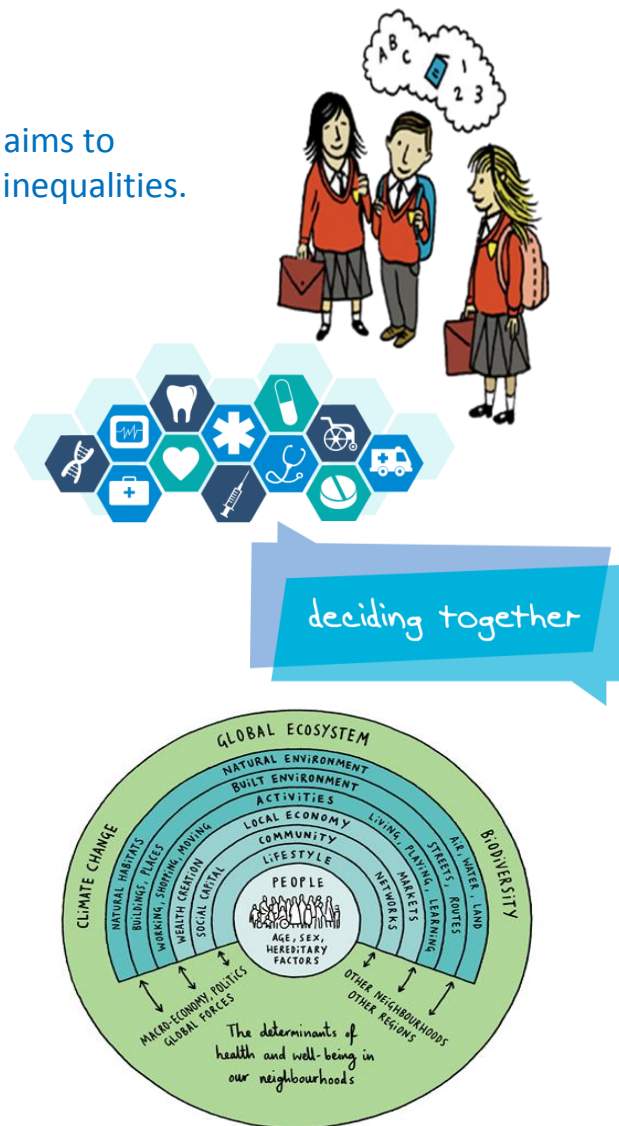 ABC
1
2 3
aims to
inequalities.
deciding together
GLOBAL ECOSYSTEM
NATURAL ENVIRONMENT
BUILT ENVIRONMENT
ACTIVITIES
LOCAL ECONOMY
COMMUNITY
LIFESTYLE
PEOPLE
AGE, SEX,
HEREDITARY
FACTORS
CLIMATE CHANGE
NATURAL HABITATS
BUILDINGS, PLACES
WORKING, SHOPPING, MOVING
WEALTH CREATION
SOCIAL CAPITAL
NETWORKS
MARKETS
LIVING, PLAYING, LEARNING
STREETS, ROUTES
AIR, WATER, LAND
BIODIVERSITY
MACRO-ECONOMY, POLITICS
GLOBAL FORCES
OTHER NEIGHBOURHOODS
OTHER REGIONS
The determinants of
health and well-being in
our neighbourhoods